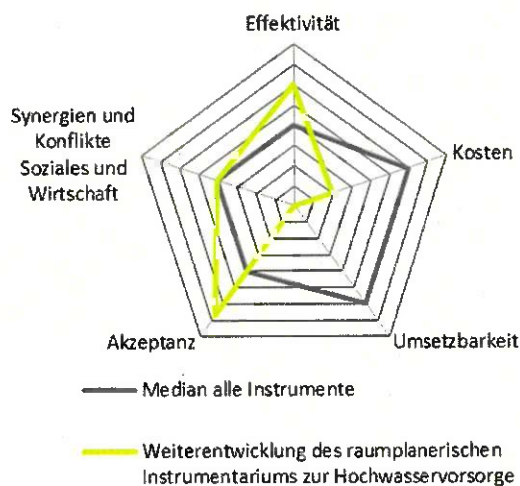 Effektivität
Synergien und
Konflikte
Soziales und
Wirtschaft
Kosten
Akzeptanz
Umsetzbarkeit
Median alle Instrumente
Weiterentwicklung des raumplanerischen
Instrumentariums zur Hochwasservorsorge